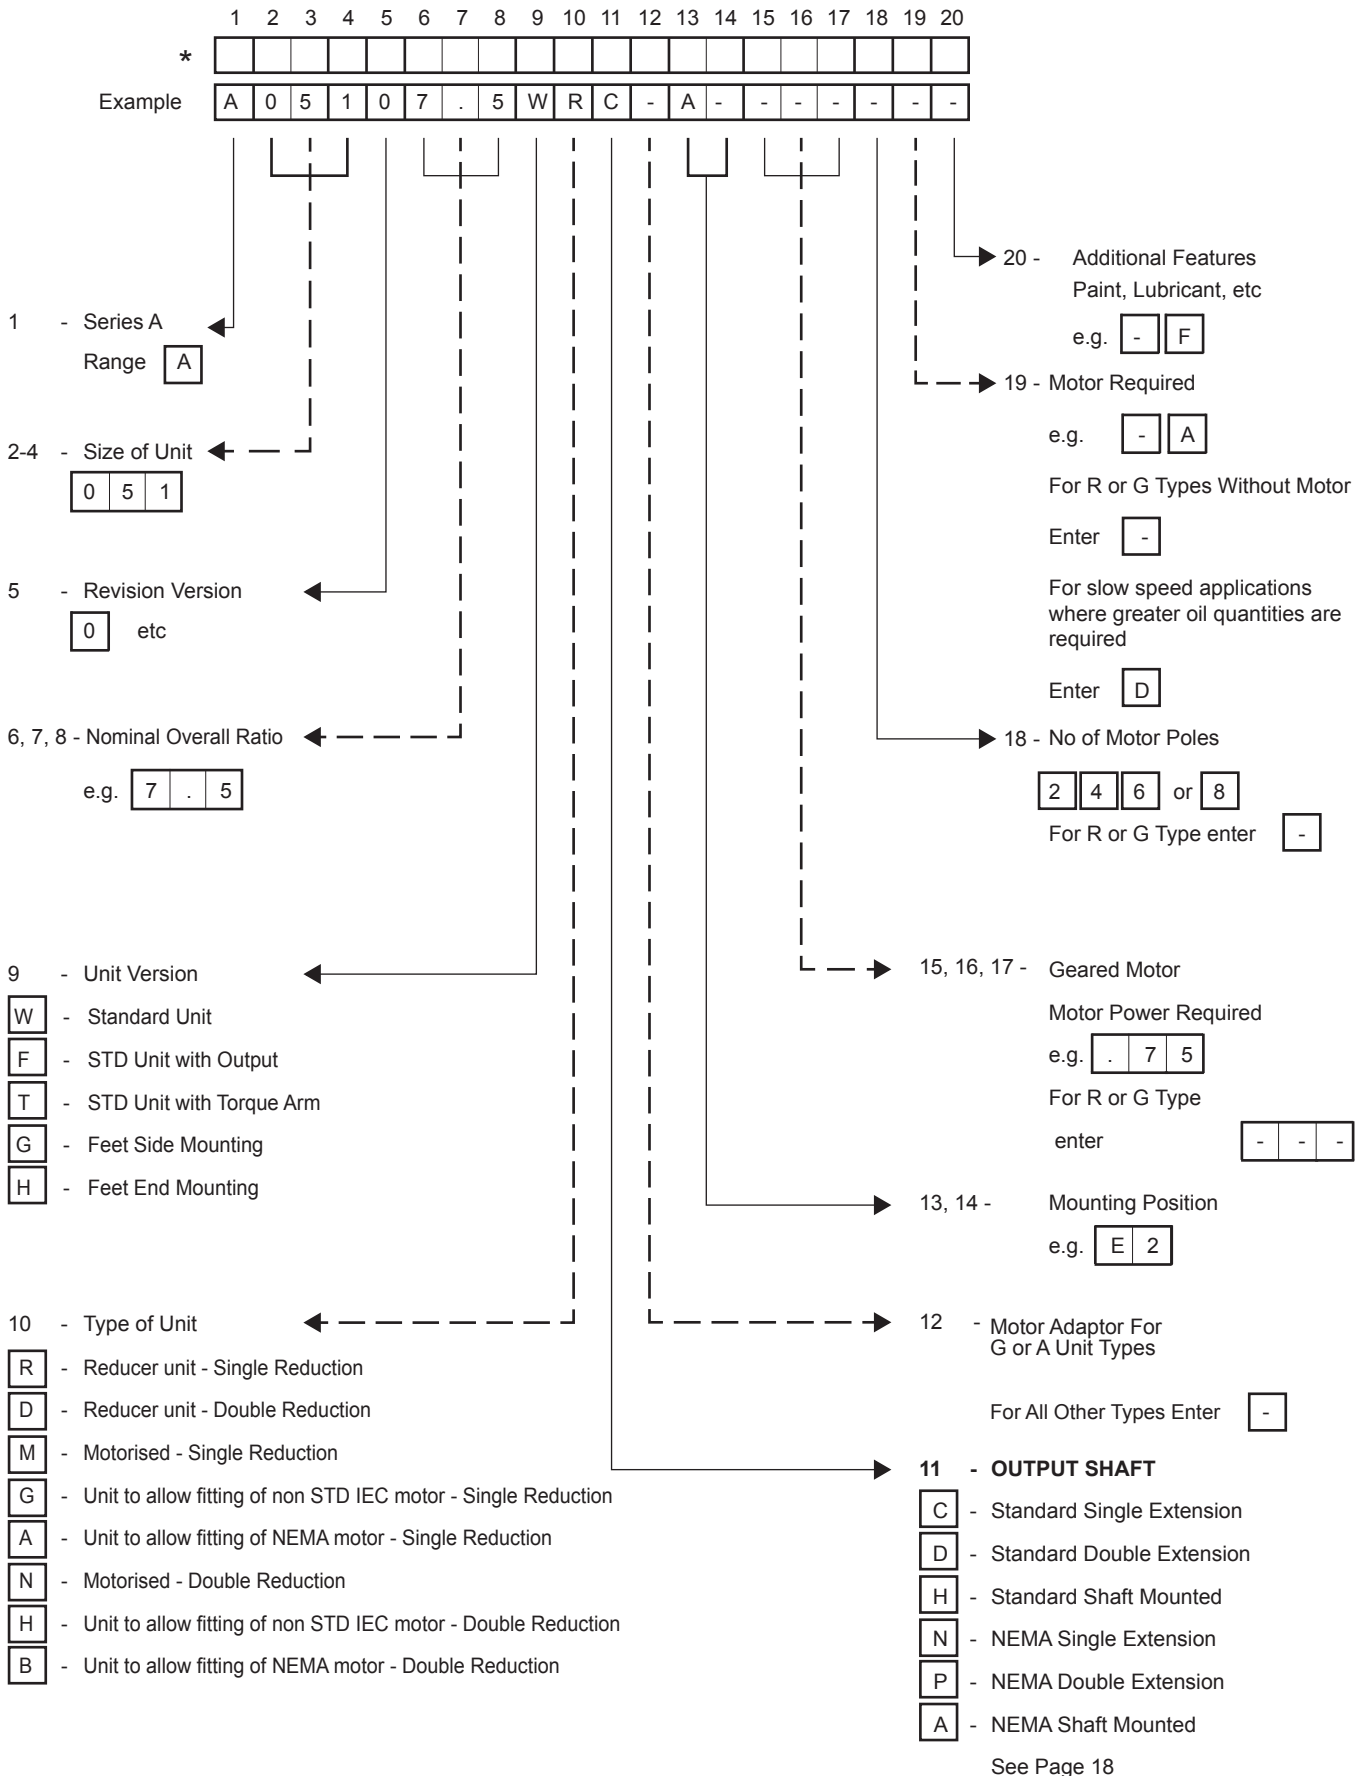 1 2 3 4 5 6 7 8 9 10 11 12 13 14 15 16 17 18 19 20
*
Example A 0 5 1 0 7 . 5 W R C - A - - - - - - -
1 - Series A
Range A
2-4 - Size of Unit
0 5 1
5 - Revision Version
0 etc
6, 7, 8 - Nominal Overall Ratio
e.g. 7 . 5
9 - Unit Version
W - Standard Unit
F - STD Unit with Output
T - STD Unit with Torque Arm
G - Feet Side Mounting
H - Feet End Mounting
10 - Type of Unit
R - Reducer unit - Single Reduction
D - Reducer unit - Double Reduction
M - Motorised - Single Reduction
G - Unit to allow fitting of non STD IEC motor - Single Reduction
A - Unit to allow fitting of NEMA motor - Single Reduction
N - Motorised - Double Reduction
H - Unit to allow fitting of non STD IEC motor - Double Reduction
B - Unit to allow fitting of NEMA motor - Double Reduction
20 - Additional Features
Paint, Lubricant, etc
e.g. - F
19 - Motor Required
e.g. - A
For R or G Types Without Motor
Enter -
For slow speed applications
where greater oil quantities are
required
Enter D
18 - No of Motor Poles
2 4 6 or 8
For R or G Type enter -
15, 16, 17 - Geared Motor
Motor Power Required
e.g. . 7 5
For R or G Type
enter - - -
13, 14 - Mounting Position
e.g. E 2
12 - Motor Adaptor For
G or A Unit Types
For All Other Types Enter -
11 - OUTPUT SHAFT
C - Standard Single Extension
D - Standard Double Extension
H - Standard Shaft Mounted
N - NEMA Single Extension
P - NEMA Double Extension
A - NEMA Shaft Mounted
See Page 18